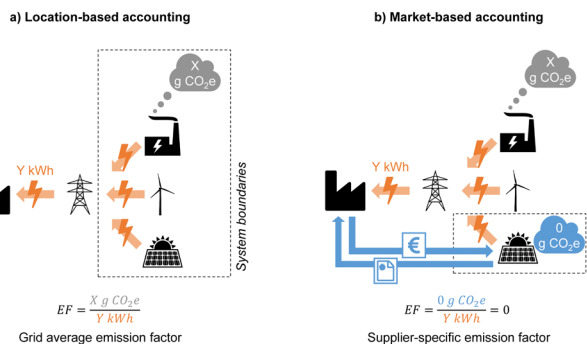 a) Location-based accounting
X
g CO₂e
Y kWh
System boundaries
EF = X g CO₂e / Y kWh
Grid average emission factor
b) Market-based accounting
X
g CO₂e
Y kWh
0
g CO₂e
€
EF = 0 g CO₂e / Y kWh = 0
Supplier-specific emission factor